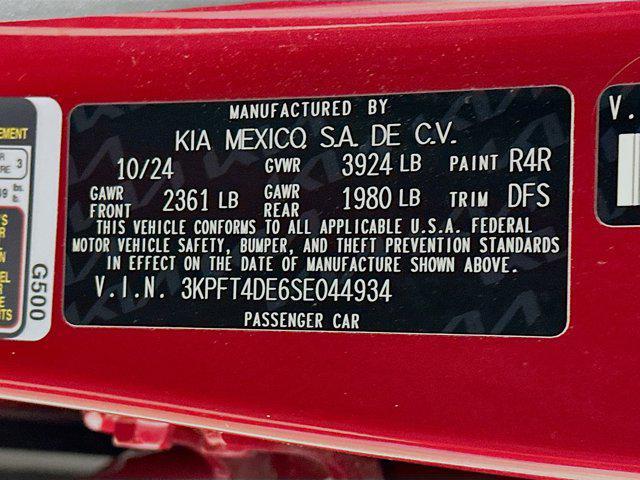 MANUFACTURED BY
KIA MEXICO, S.A. DE C.V.
10/24 GVWR 3924 LB PAINT R4R
GAWR FRONT 2361 LB GAWR REAR 1980 LB TRIM DFS
THIS VEHICLE CONFORMS TO ALL APPLICABLE U.S.A. FEDERAL
MOTOR VEHICLE SAFETY, BUMPER, AND THEFT PREVENTION STANDARDS
IN EFFECT ON THE DATE OF MANUFACTURE SHOWN ABOVE.
V.I.N. 3KPFT4DE6SE044934
PASSENGER CAR
G500
V.